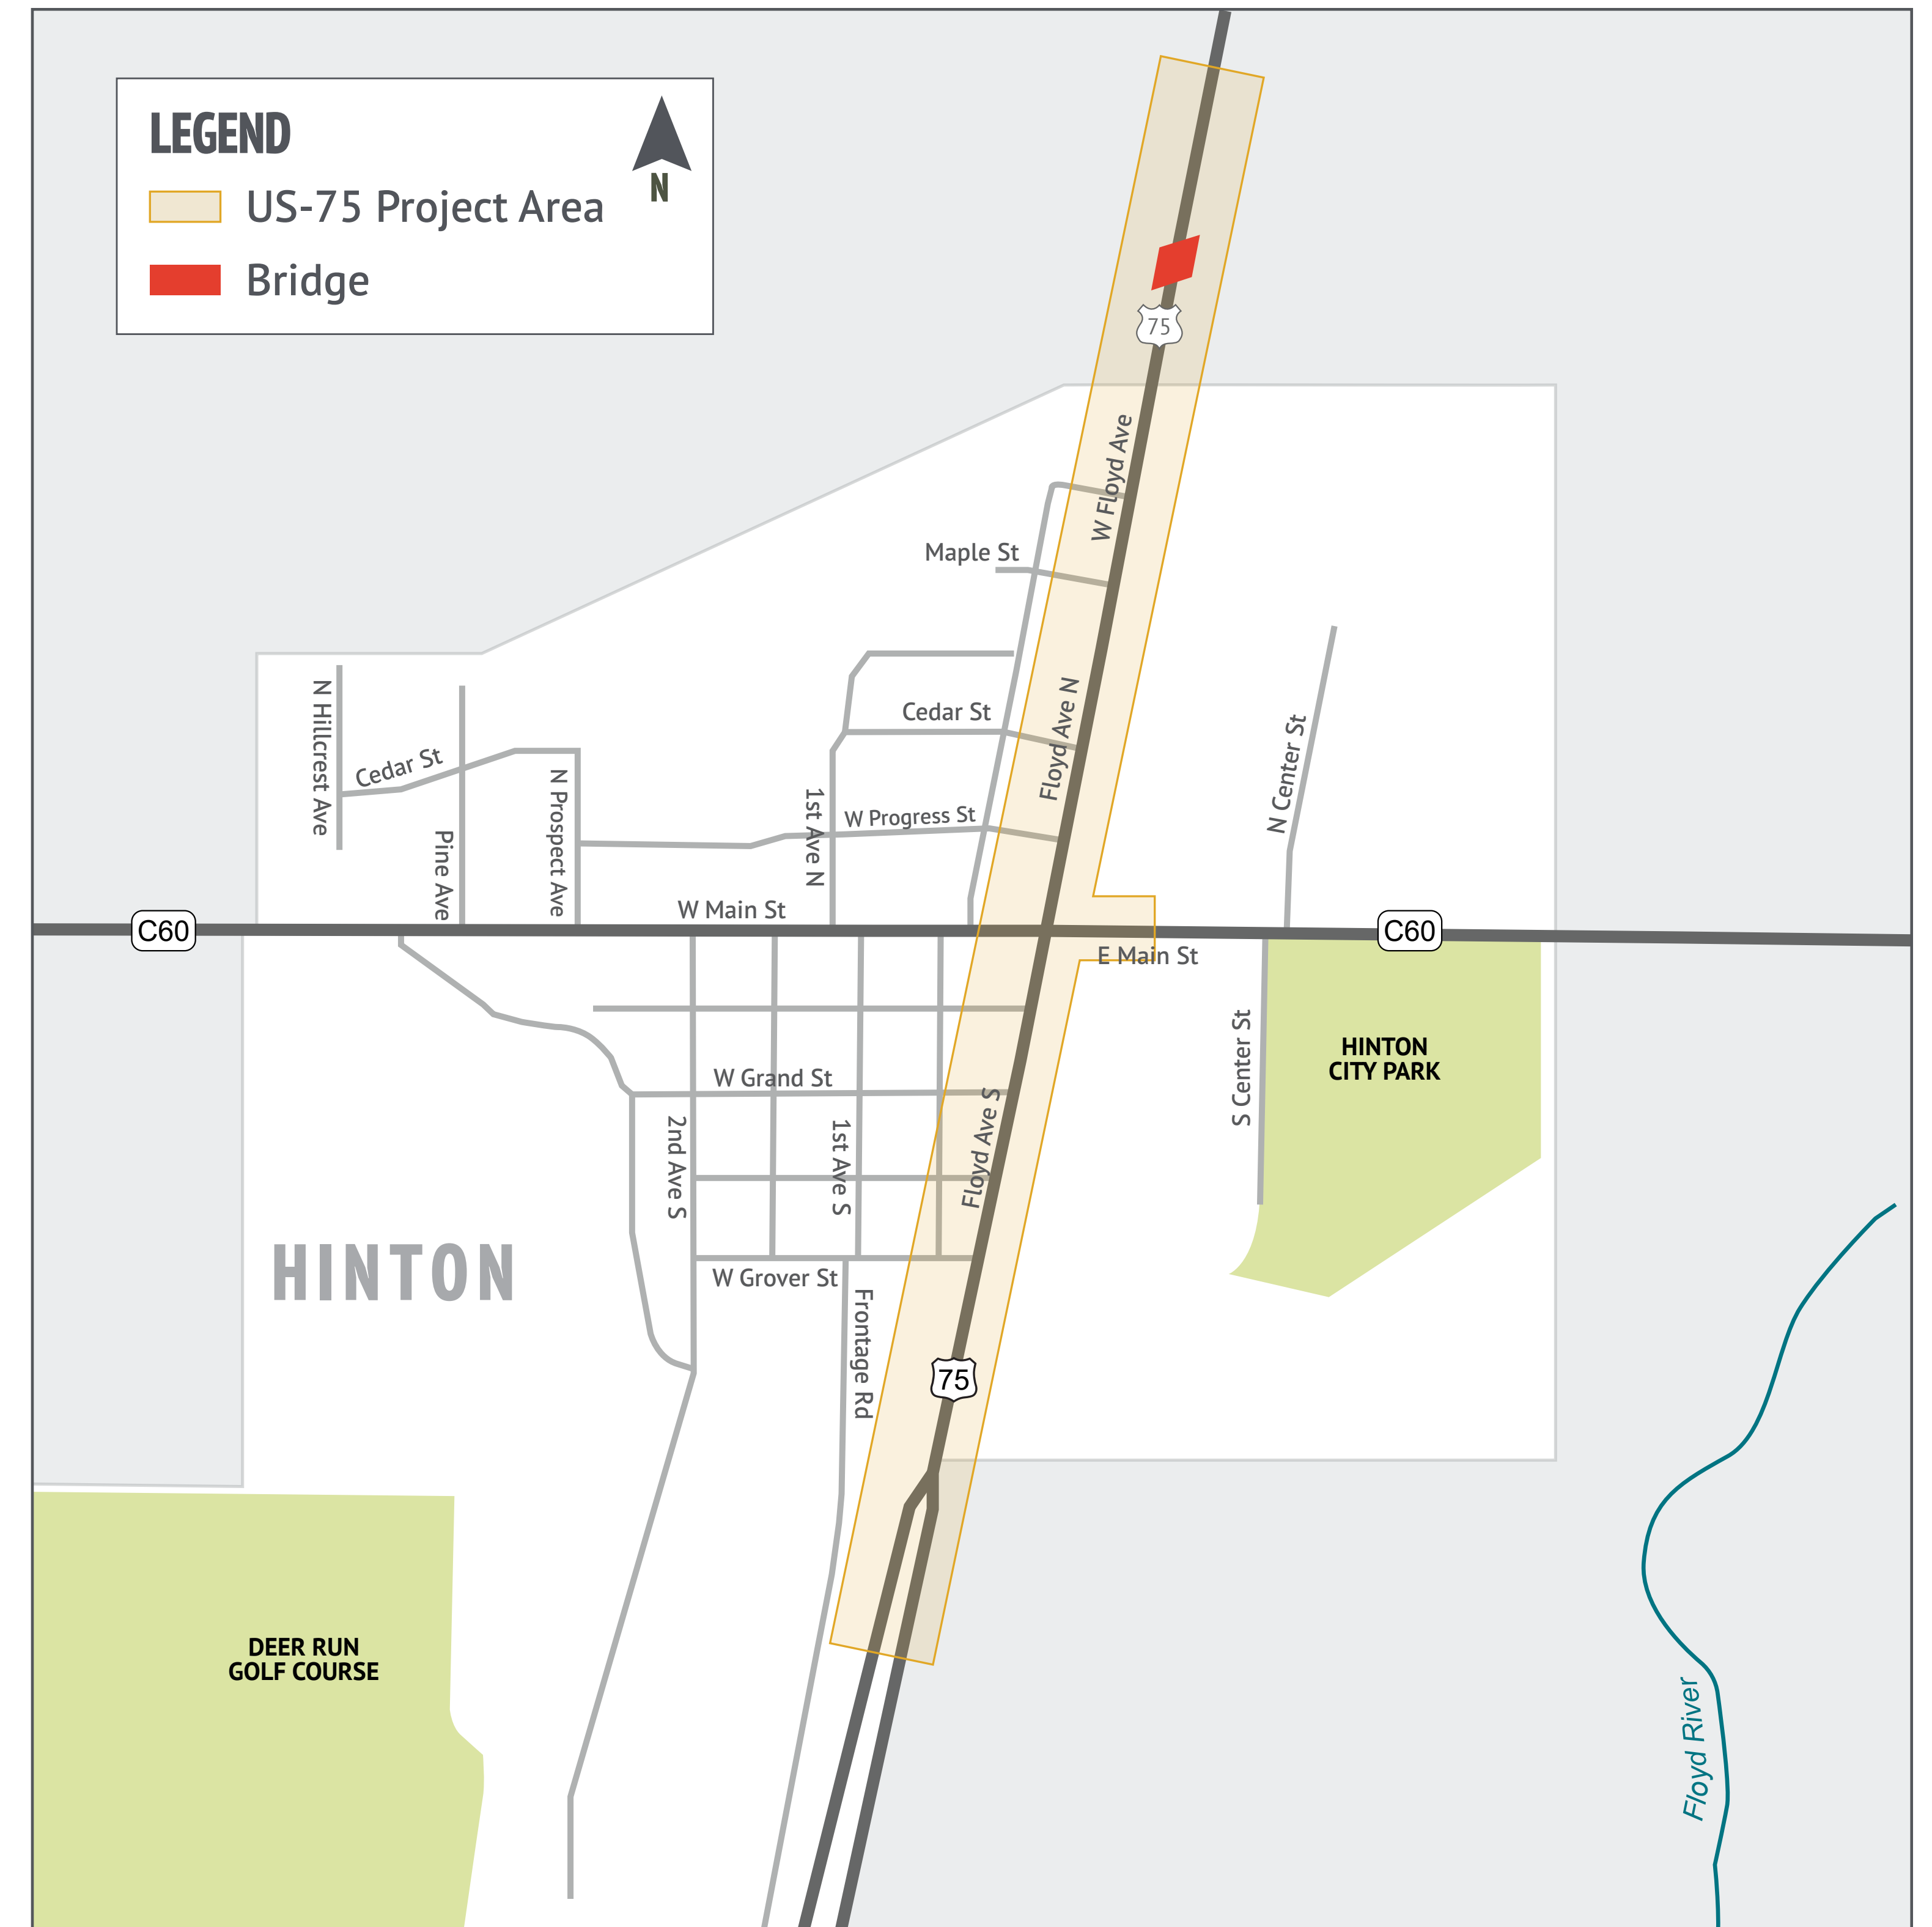 LEGEND
N
US-75 Project Area
Bridge
75
W Floyd Ave
Maple St
Floyd Ave N
Cedar St
N Hillcrest Ave
Cedar St
Pine Ave
N Prospect Ave
1st Ave N
W Progress St
N Center St
W Main St
C60
C60
E Main St
S Center St
HINTON
CITY PARK
W Grand St
2nd Ave S
1st Ave S
Floyd Ave S
HINTON
W Grover St
Frontage Rd
75
DEER RUN
GOLF COURSE
Floyd River